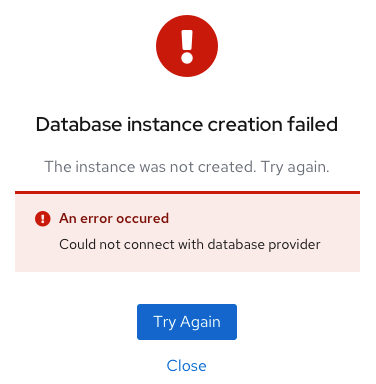 Database instance creation failed
The instance was not created. Try again.
An error occured
Could not connect with database provider
Try Again
Close